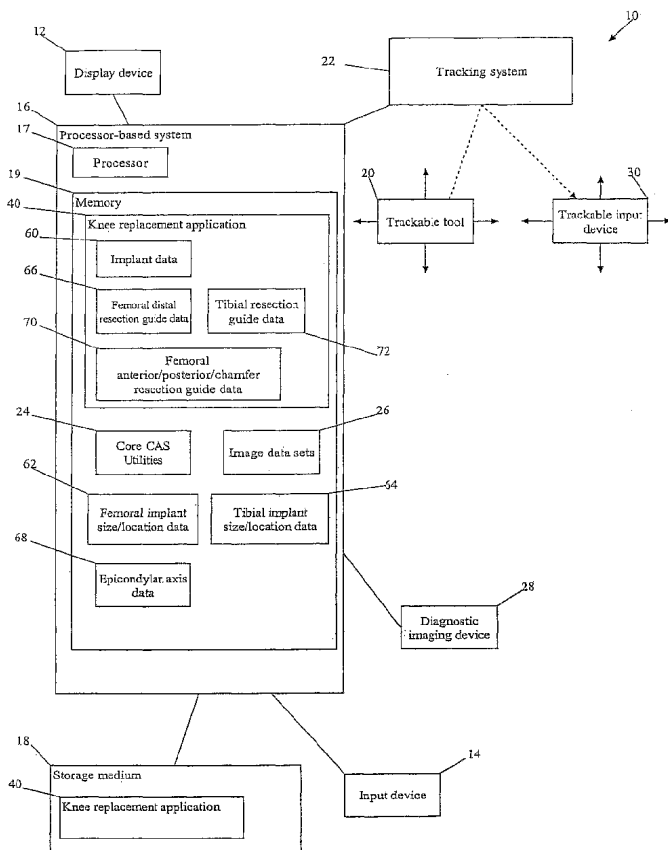 10
12
Display device
22
Tracking system
16
Processor-based system
17
Processor
19
Memory
40
Knee replacement application
60
Implant data
66
Femoral distal
resection guide data
Tibial resection
guide data
70
72
Femoral
anterior/posterior/chamfer
resection guide data
20
Trackable tool
30
Trackable input
device
24
Core CAS
Utilities
26
Image data sets
62
Femoral implant
size/location data
64
Tibial implant
size/location data
68
Epicondylar axis
data
28
Diagnostic
imaging device
18
Storage medium
40
Knee replacement application
14
Input device